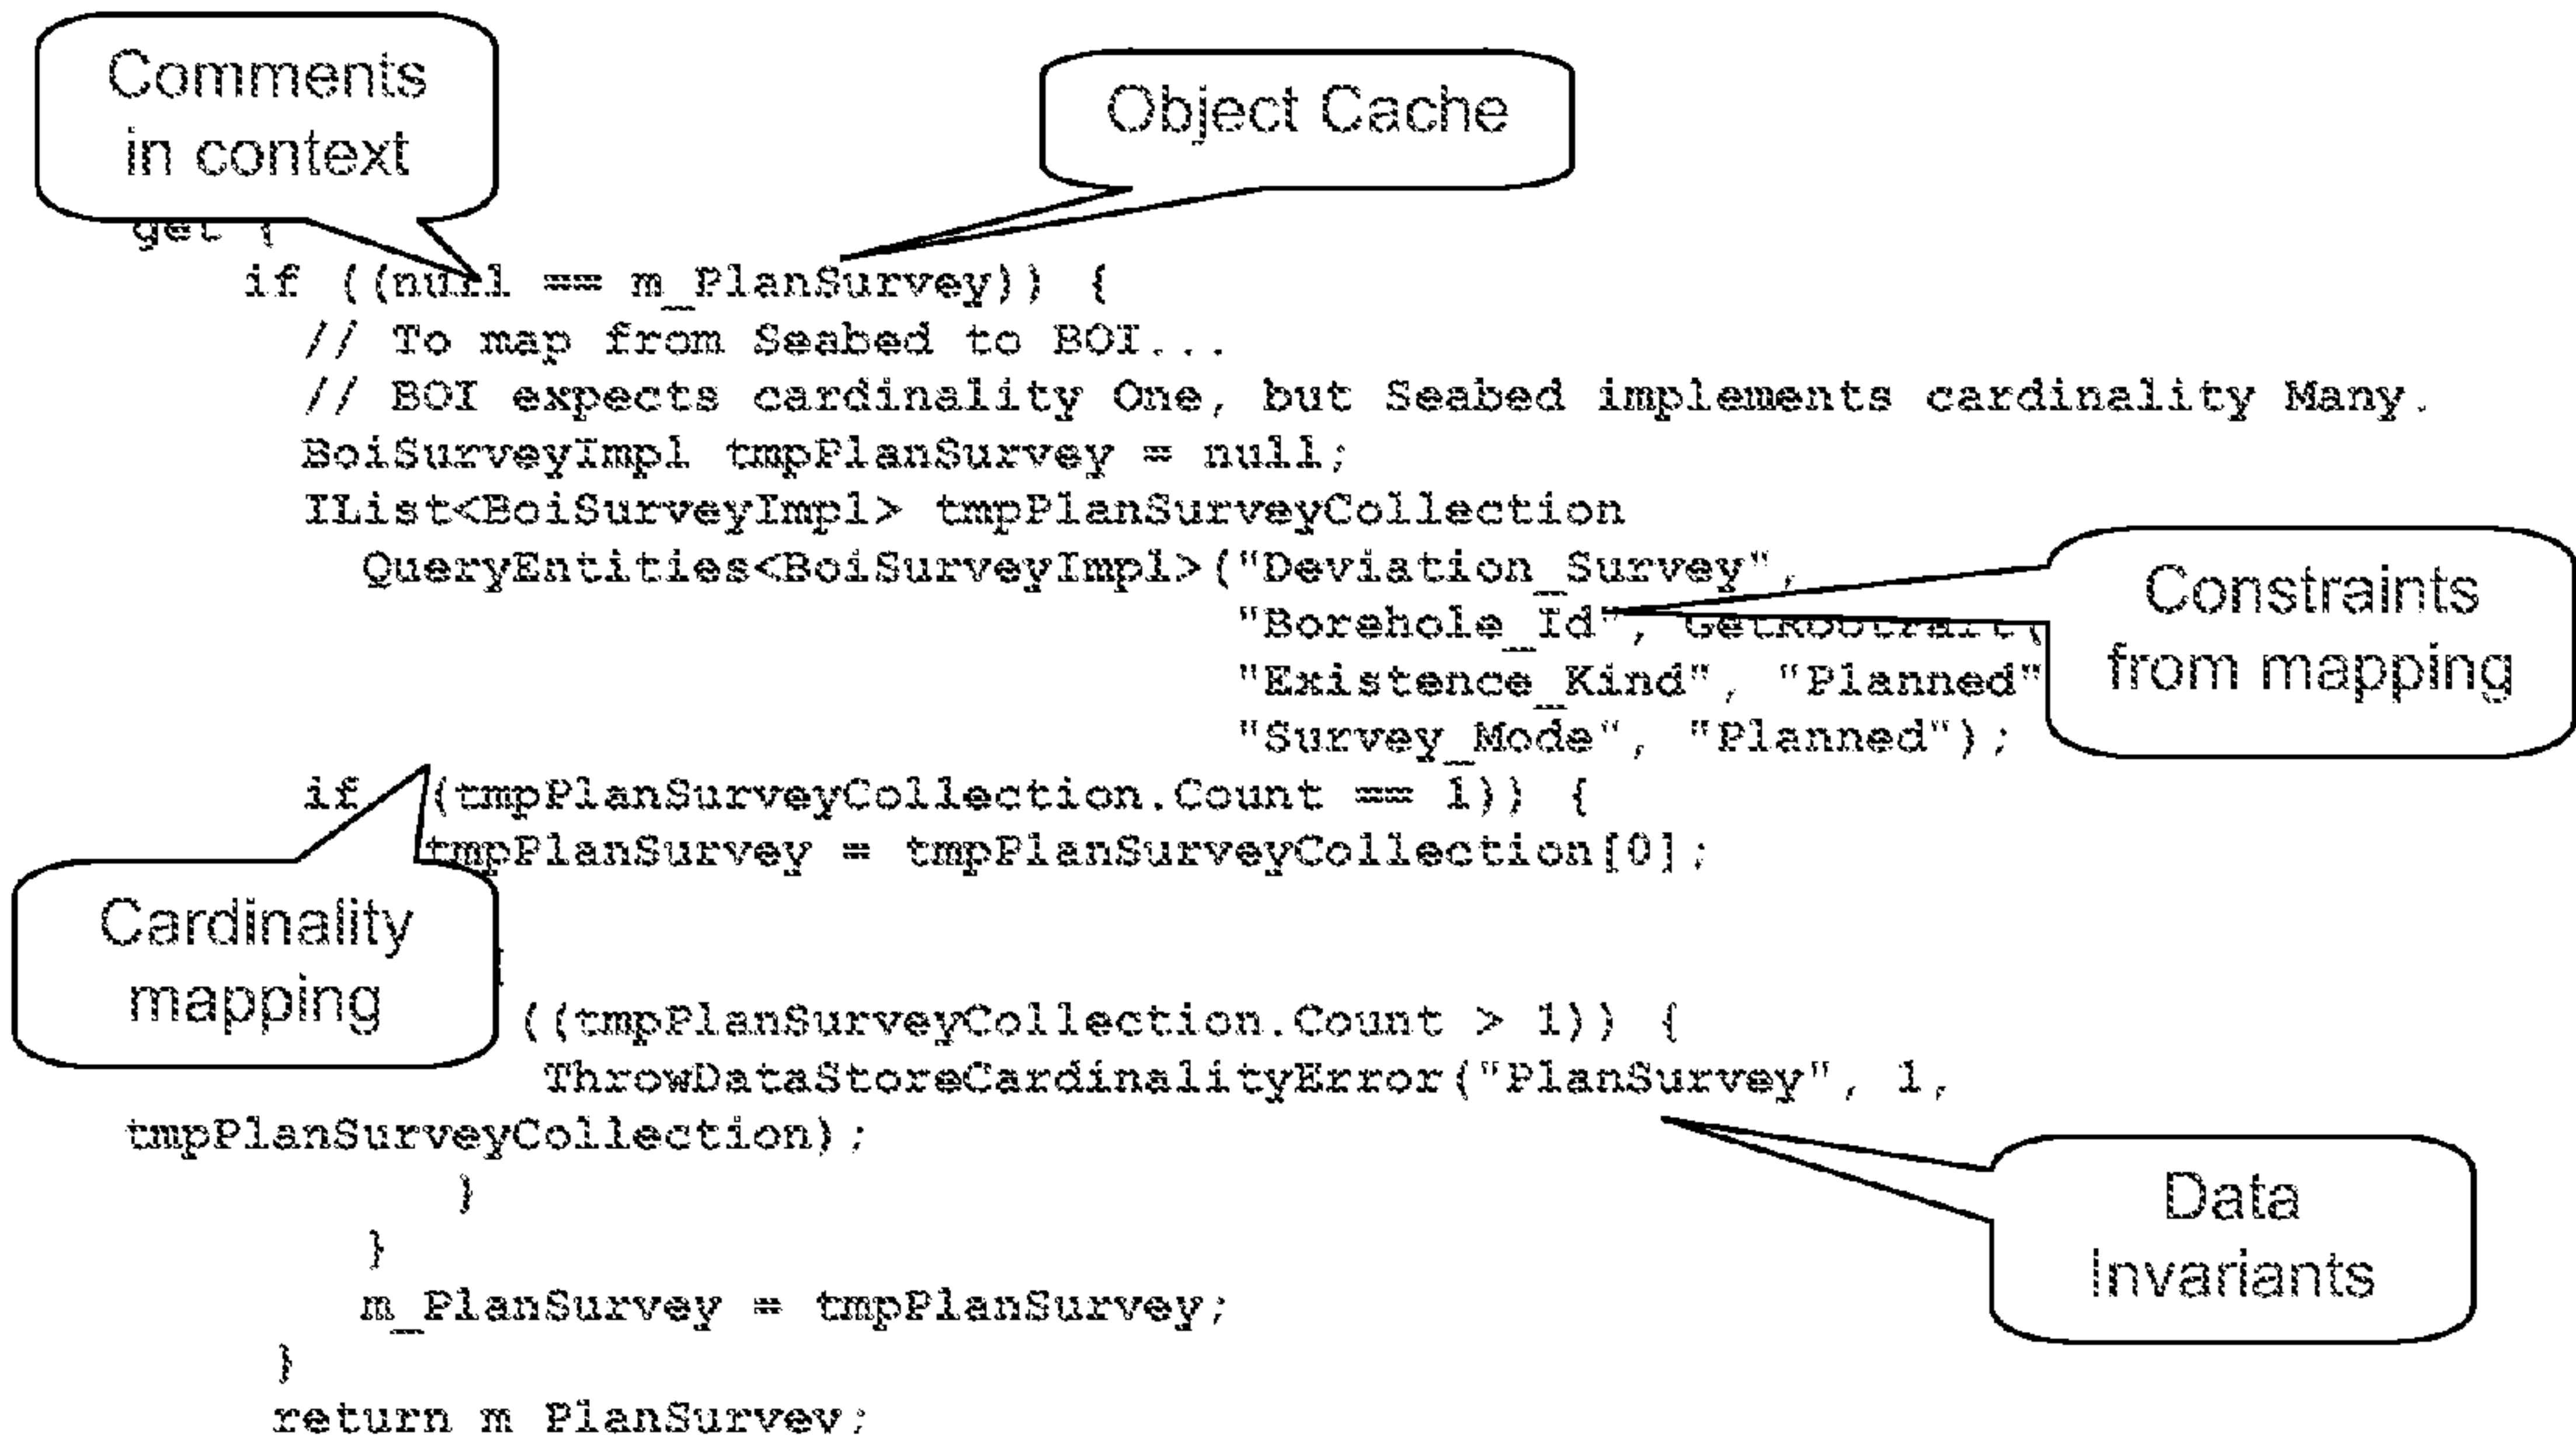 Comments
in context
Object Cache
get {
if ((null == m_PlanSurvey)) {
// To map from Seabed to BOI...
// BOI expects cardinality One, but Seabed implements cardinality Many.
BoiSurveyImpl tmpPlanSurvey = null;
IList<BoiSurveyImpl> tmpPlanSurveyCollection
QueryEntities<BoiSurveyImpl>("Deviation_Survey",
"Borehole_Id", GetRootTrait(
"Existence_Kind", "Planned"
"Survey_Mode", "Planned");
Constraints
from mapping
if (tmpPlanSurveyCollection.Count == 1)) {
tmpPlanSurvey = tmpPlanSurveyCollection[0];
Cardinality
mapping
((tmpPlanSurveyCollection.Count > 1)) {
ThrowDataStoreCardinalityError("PlanSurvey", 1,
tmpPlanSurveyCollection);
}
}
Data
Invariants
m_PlanSurvey = tmpPlanSurvey;
}
return m PlanSurvey;